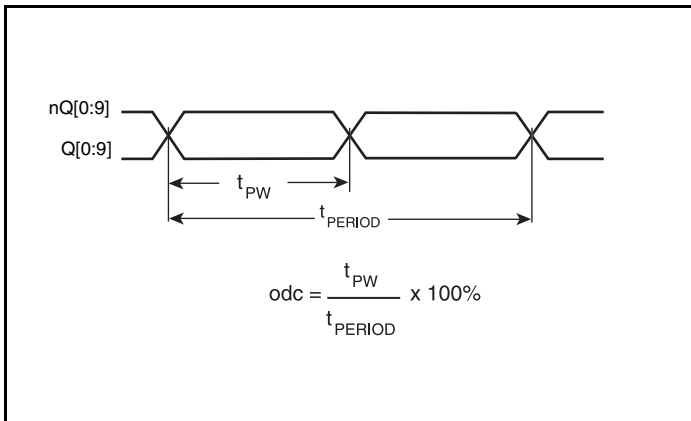 nQ[0:9]
Q[0:9]
tPW
tPERIOD
odc = tPW / tPERIOD x 100%